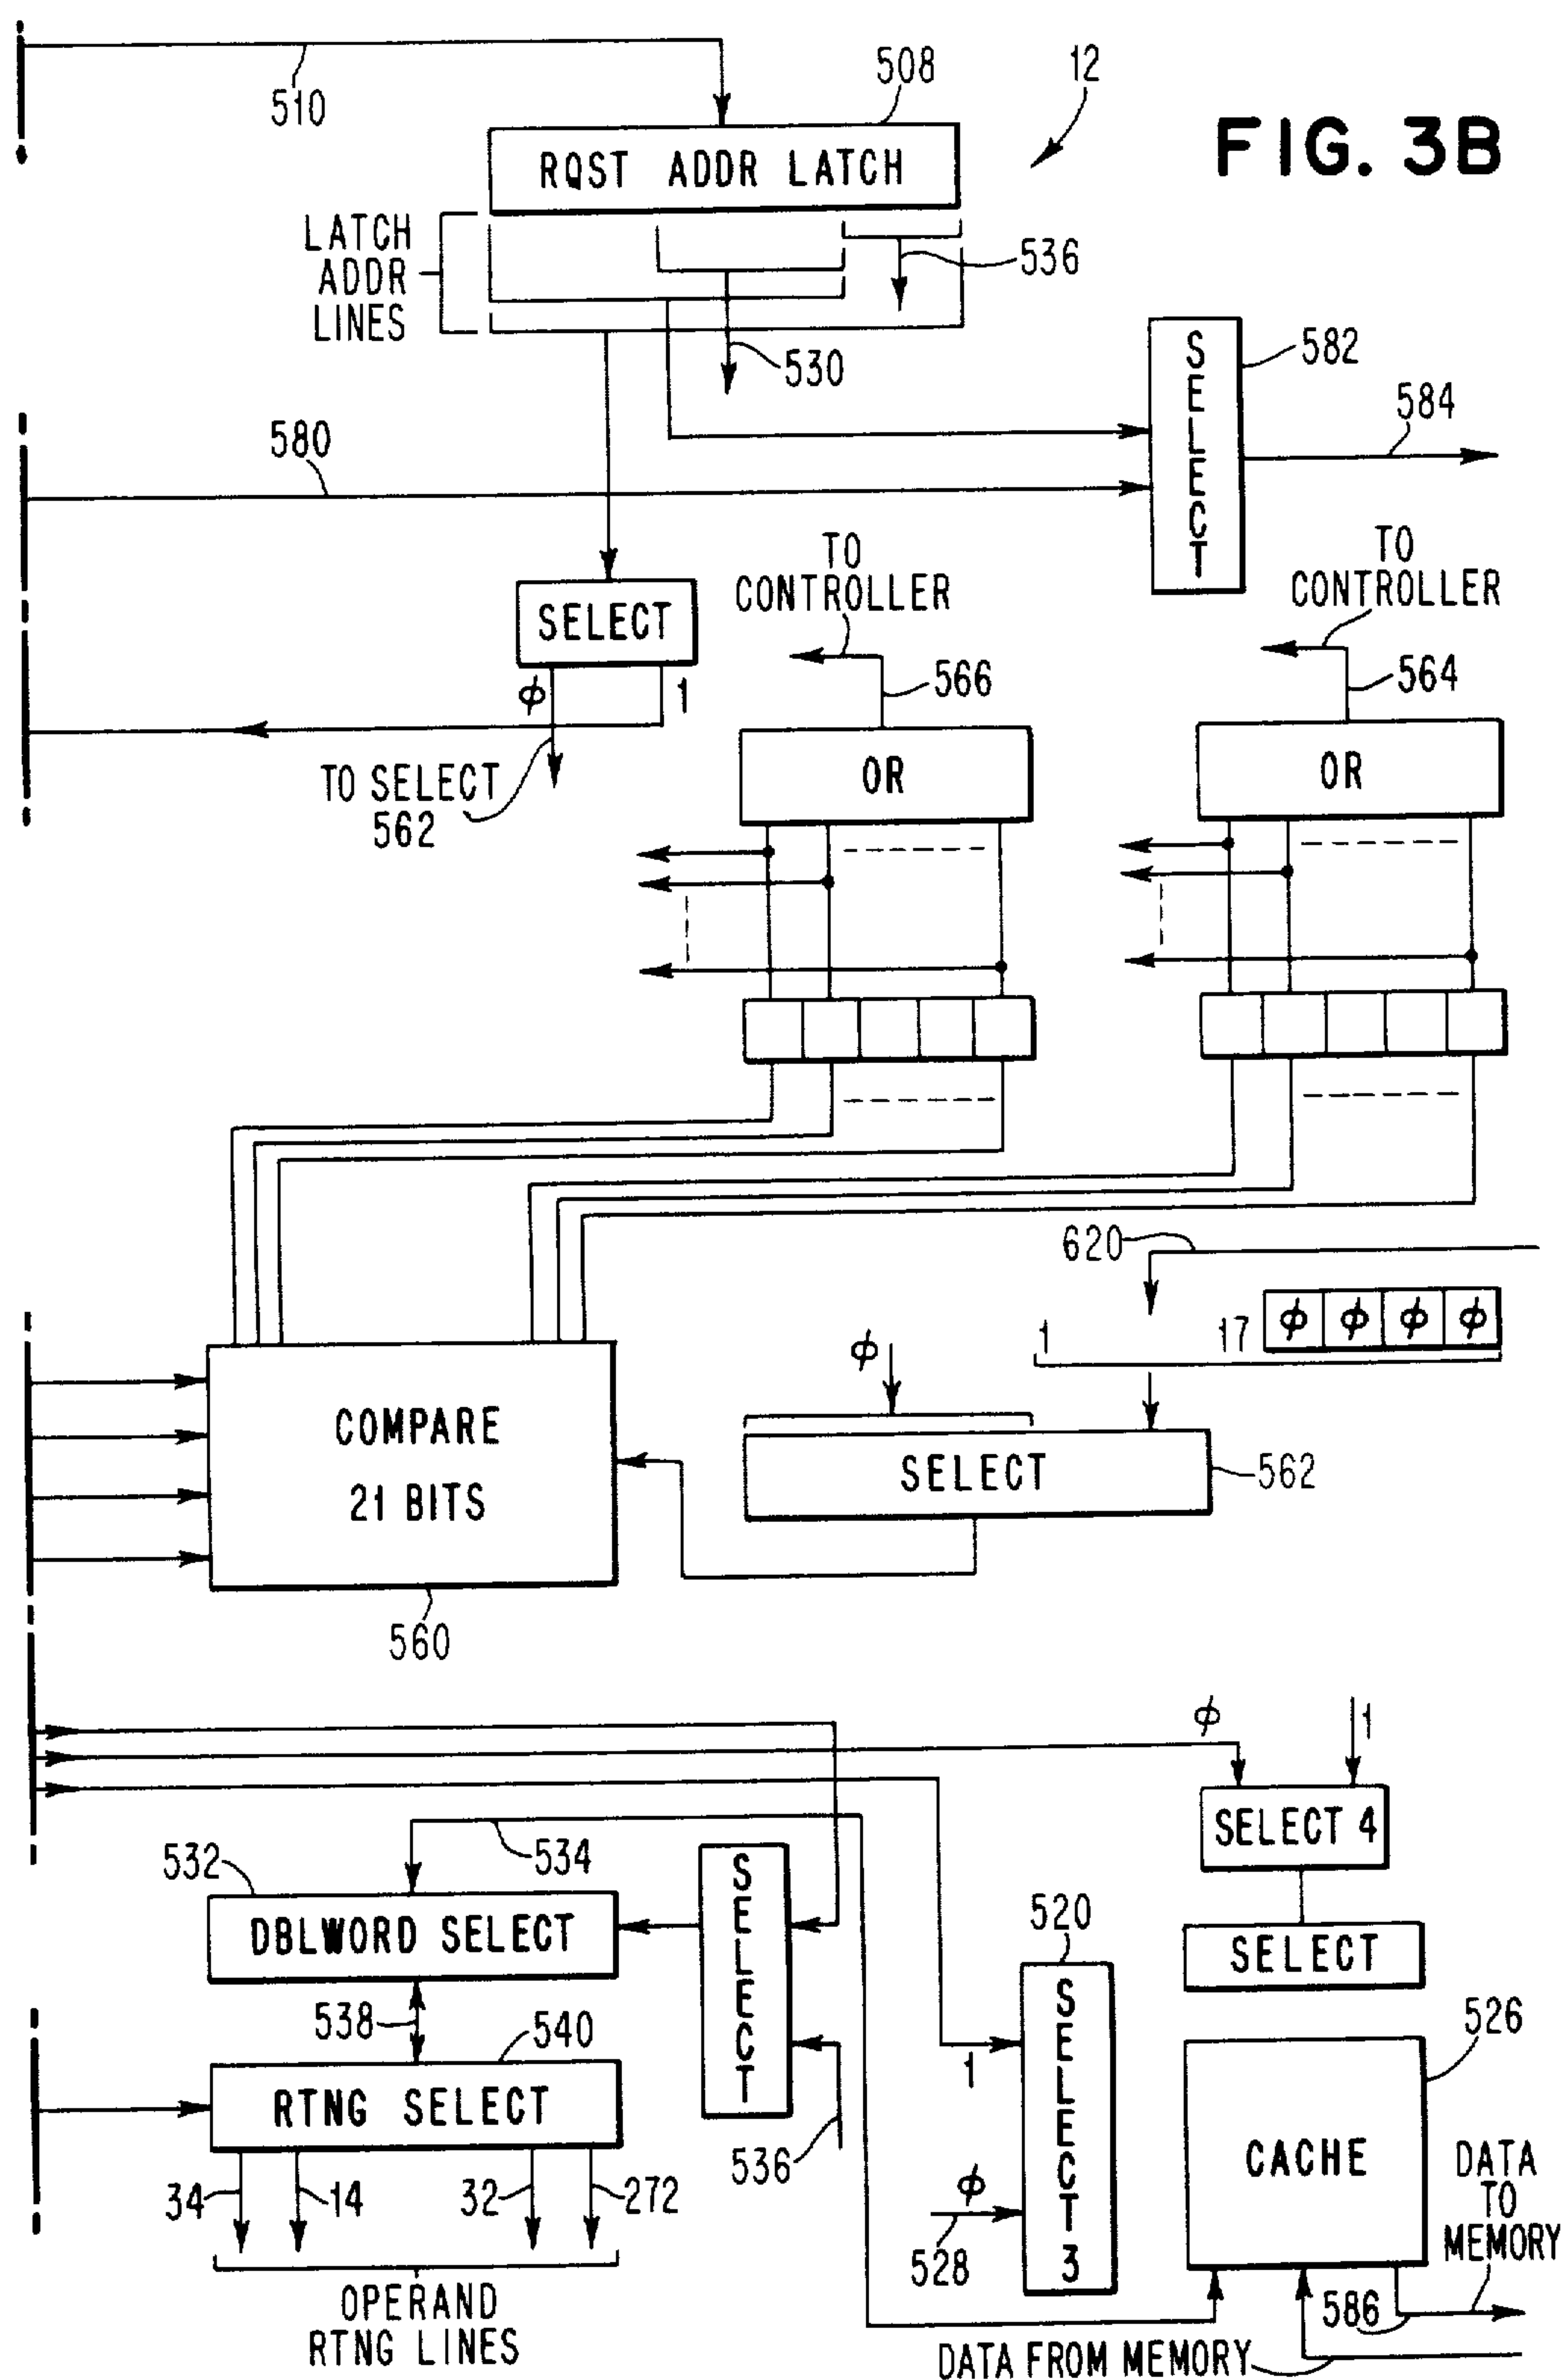 510
508
12
FIG. 3B
RQST ADDR LATCH
LATCH
ADDR
LINES
536
530
SELECT
582
584
580
SELECT
ϕ
1
TO SELECT
562
TO
CONTROLLER
566
TO
CONTROLLER
564
OR
OR
620
1
17
ϕ
ϕ
ϕ
ϕ
ϕ
COMPARE
21 BITS
SELECT
562
560
ϕ
1
SELECT 4
534
532
DBLWORD SELECT
SELECT
520
SELECT
538
540
RTNG SELECT
1
SELECT 3
526
CACHE
536
ϕ
528
34
14
32
272
OPERAND
RTNG LINES
DATA
TO
MEMORY
586
DATA FROM MEMORY